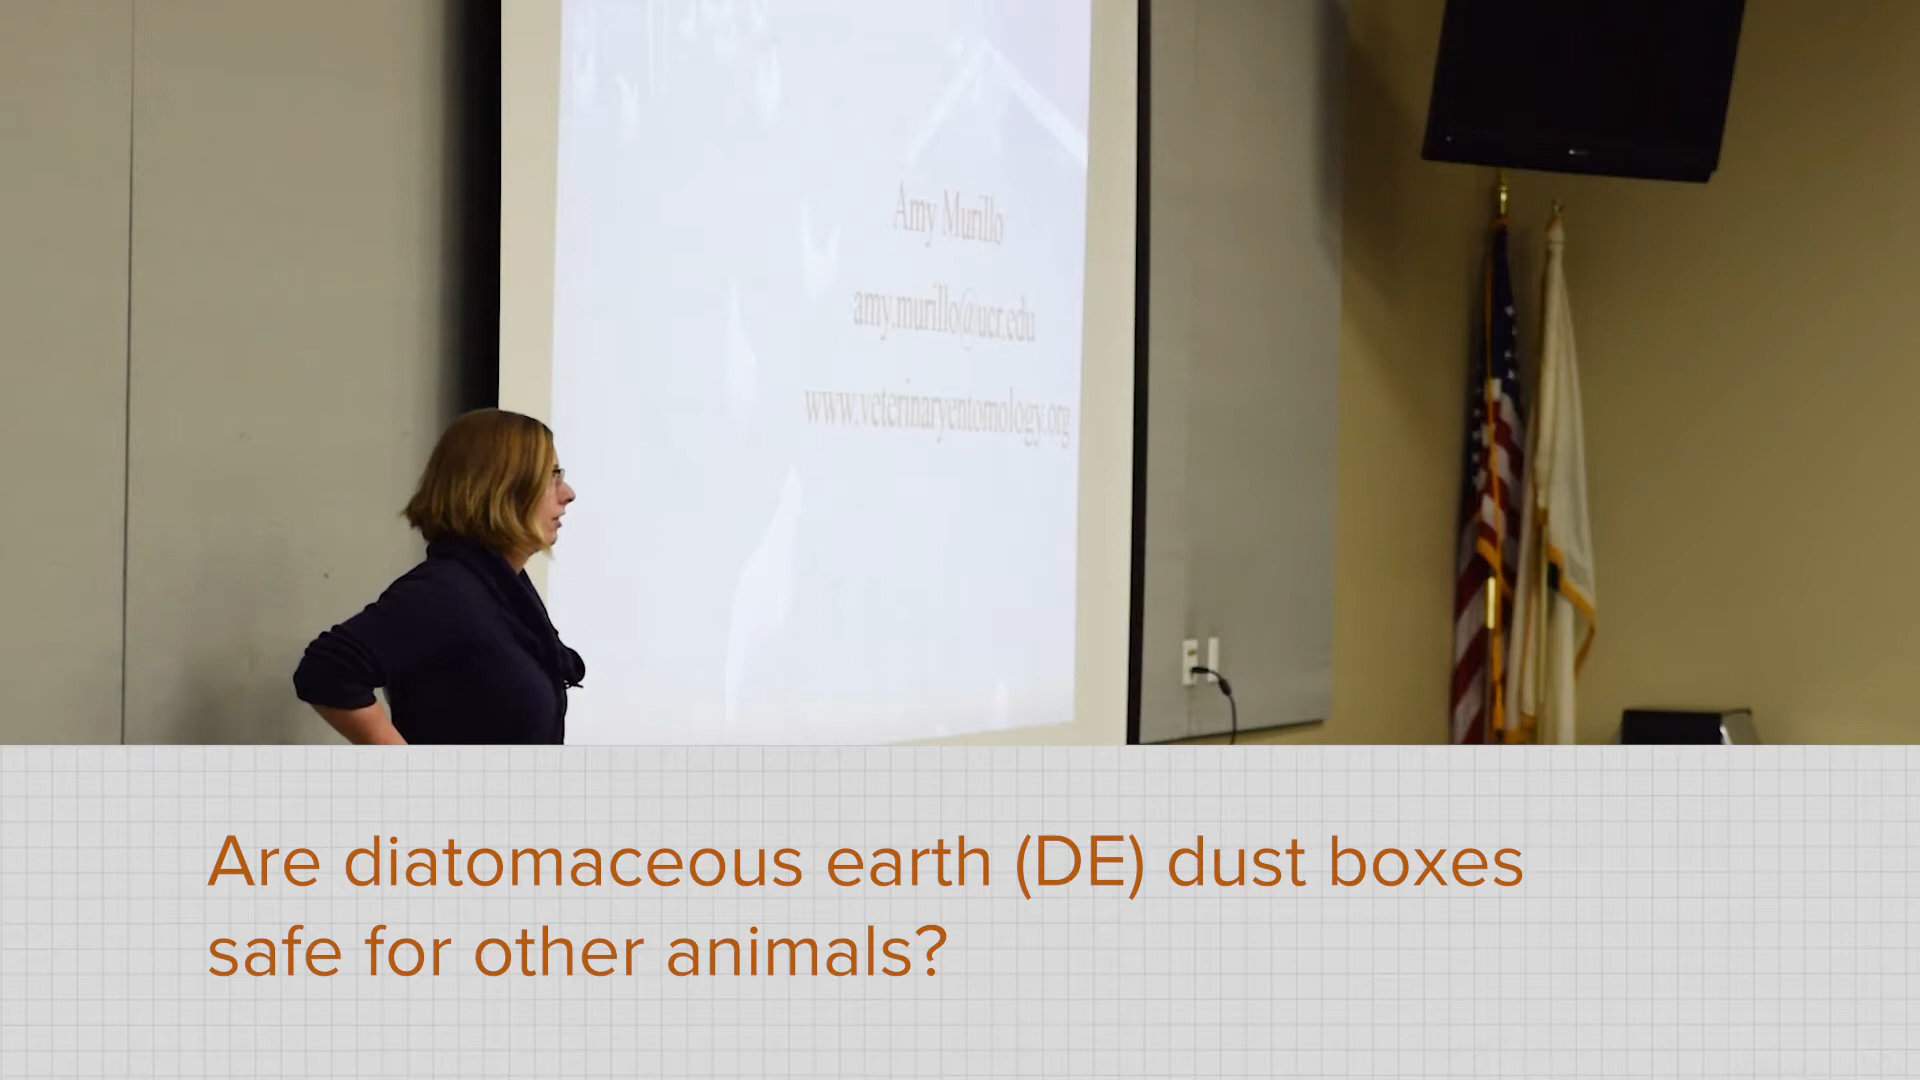 Amy Murillo
amy.murillo@ucr.edu
www.veterinaryentomology.org
Are diatomaceous earth (DE) dust boxes
safe for other animals?